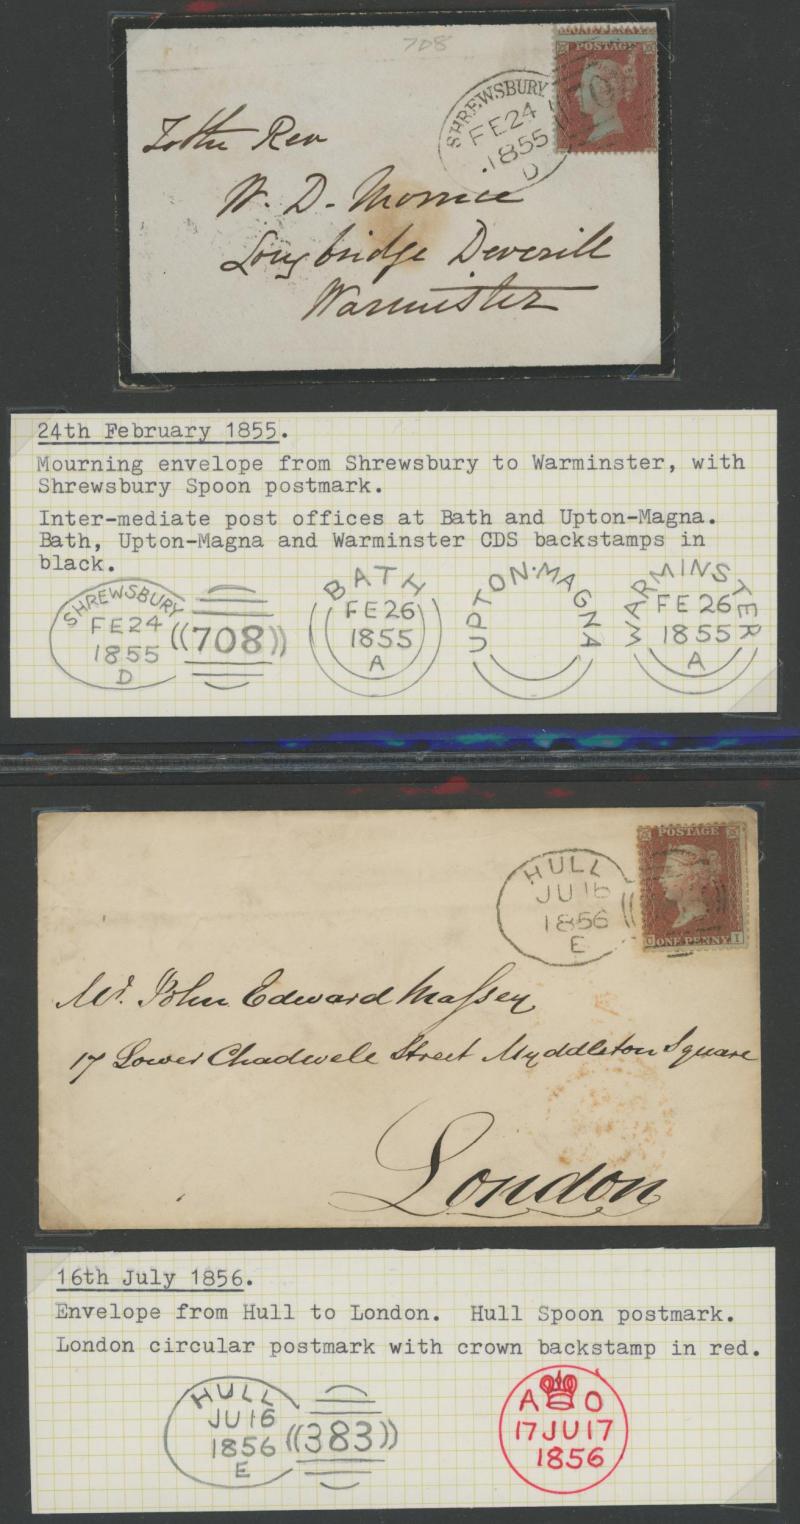 708
SHREWSBURY
FE24
1855
D
POSTAGE
To the Rev
W. D. Morrice
Longbridge Deverill
Warminster
24th February 1855.
Mourning envelope from Shrewsbury to Warminster, with
Shrewsbury Spoon postmark.
Inter-mediate post offices at Bath and Upton-Magna.
Bath, Upton-Magna and Warminster CDS backstamps in
black.
SHREWSBURY
FE24
1855
D
708
BATH
FE26
1855
A
UPTON·MAGNA
WARMINSTER
FE 26
1855
A
HULL
JU16
1856
E
POSTAGE
ONE PENNY I
Mr. John Edward Massey
17 Lower Chadwell Street Myddleton Square
London
16th July 1856.
Envelope from Hull to London. Hull Spoon postmark.
London circular postmark with crown backstamp in red.
HULL
JU16
1856
E
383
A O
17 JU 17
1856